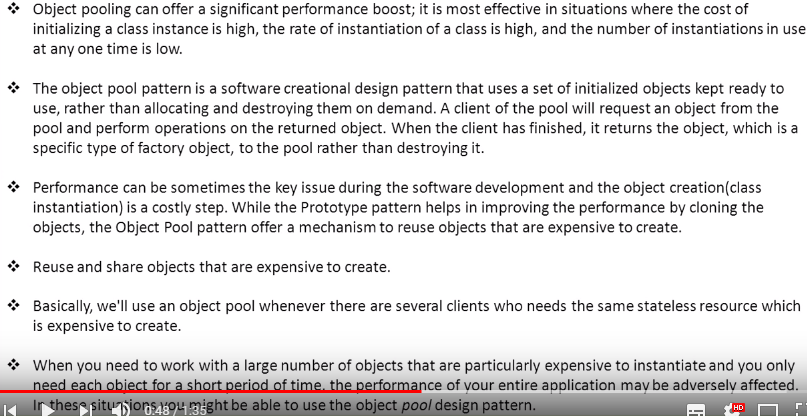 ❖ Object pooling can offer a significant performance boost; it is most effective in situations where the cost of
initializing a class instance is high, the rate of instantiation of a class is high, and the number of instantiations in use
at any one time is low.
❖ The object pool pattern is a software creational design pattern that uses a set of initialized objects kept ready to
use, rather than allocating and destroying them on demand. A client of the pool will request an object from the
pool and perform operations on the returned object. When the client has finished, it returns the object, which is a
specific type of factory object, to the pool rather than destroying it.
❖ Performance can be sometimes the key issue during the software development and the object creation(class
instantiation) is a costly step. While the Prototype pattern helps in improving the performance by cloning the
objects, the Object Pool pattern offer a mechanism to reuse objects that are expensive to create.
❖ Reuse and share objects that are expensive to create.
❖ Basically, we'll use an object pool whenever there are several clients who needs the same stateless resource which
is expensive to create.
❖ When you need to work with a large number of objects that are particularly expensive to instantiate and you only
need each object for a short period of time, the performance of your entire application may be adversely affected.
In these situations you might be able to use the object pool design pattern.
0:48 / 1:35
HD